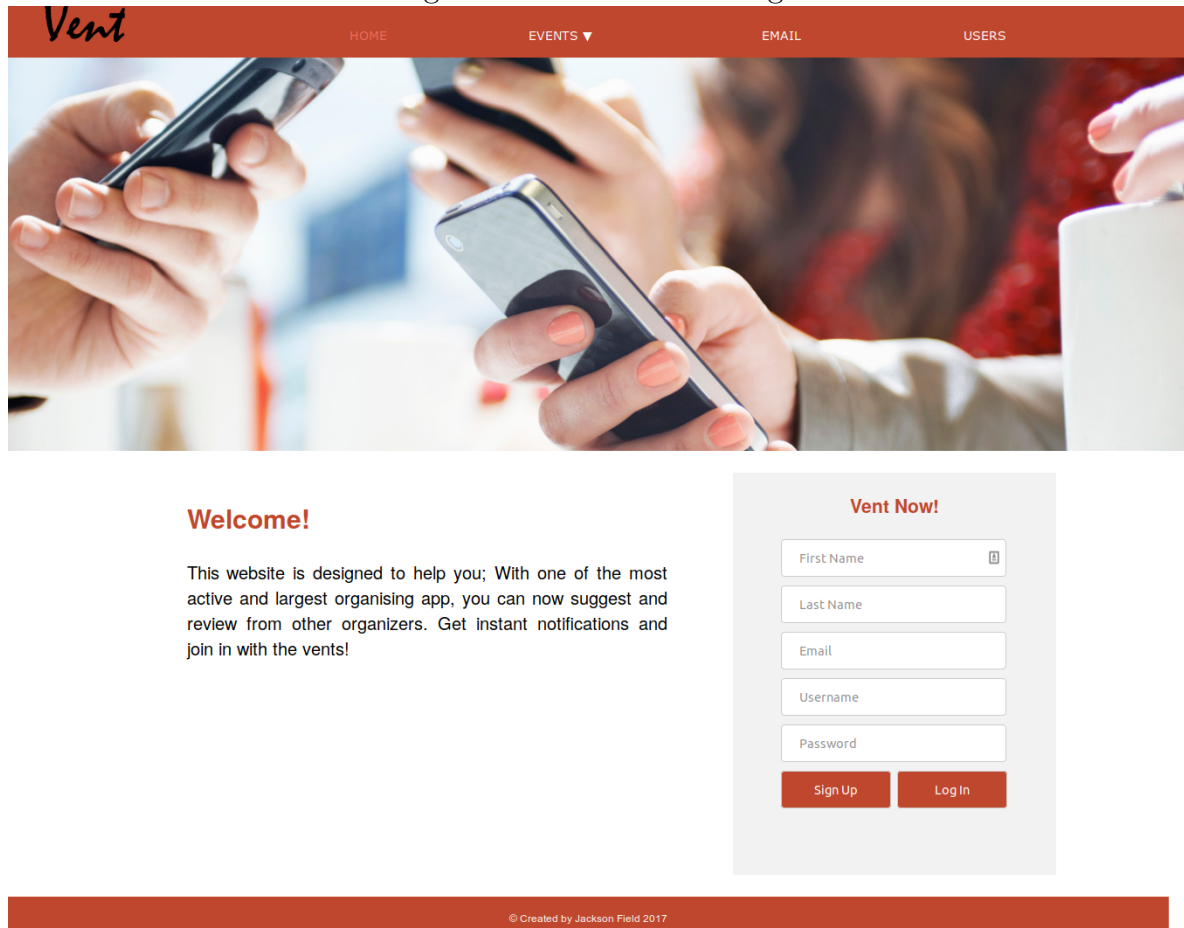 Vent
HOME EVENTS ▼ EMAIL USERS
Welcome!
This website is designed to help you; With one of the most
active and largest organising app, you can now suggest and
review from other organizers. Get instant notifications and
join in with the vents!
Vent Now!
First Name
Last Name
Email
Username
Password
Sign Up Log In
© Created by Jackson Field 2017